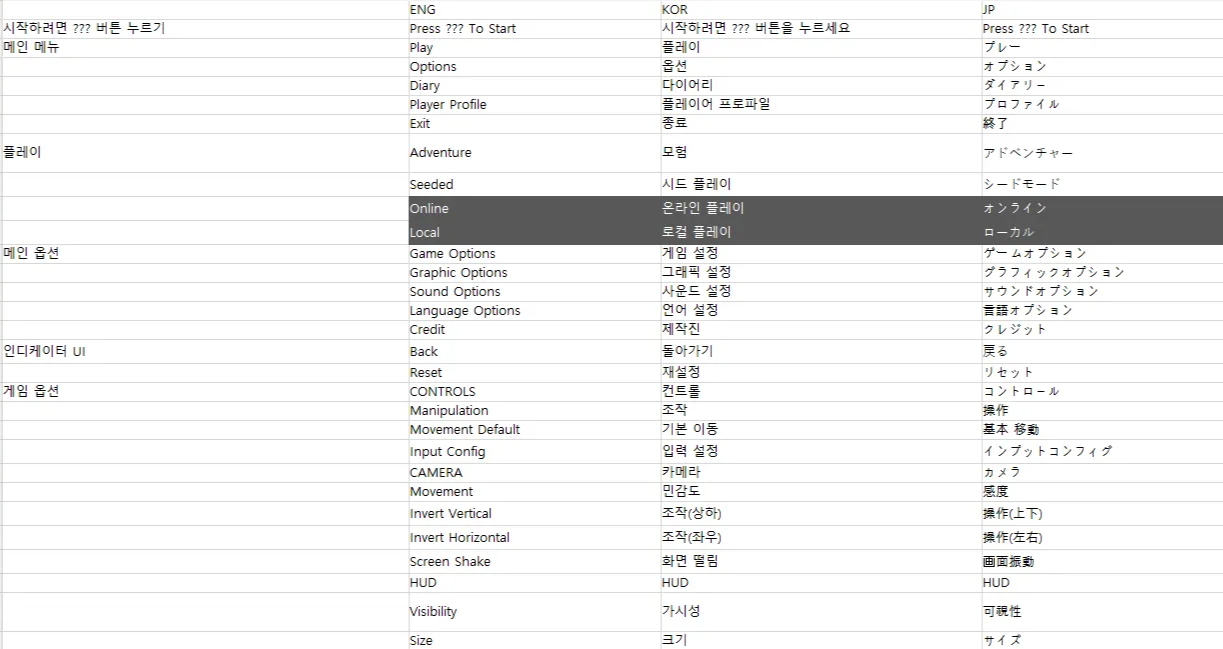 ENG KOR JP
시작하려면 ??? 버튼 누르기 Press ??? To Start 시작하려면 ??? 버튼을 누르세요 Press ??? To Start
메인 메뉴 Play 플레이 プレー
Options 옵션 オプション
Diary 다이어리 ダイアリー
Player Profile 플레이어 프로파일 プロファイル
Exit 종료 終了
플레이 Adventure 모험 アドベンチャー
Seeded 시드 플레이 シードモード
Online 온라인 플레이 オンライン
Local 로컬 플레이 ローカル
메인 옵션 Game Options 게임 설정 ゲームオプション
Graphic Options 그래픽 설정 グラフィックオプション
Sound Options 사운드 설정 サウンドオプション
Language Options 언어 설정 言語オプション
Credit 제작진 クレジット
인디케이터 UI Back 돌아가기 戻る
Reset 재설정 リセット
게임 옵션 CONTROLS 컨트롤 コントロール
Manipulation 조작 操作
Movement Default 기본 이동 基本 移動
Input Config 입력 설정 インプットコンフィグ
CAMERA 카메라 カメラ
Movement 민감도 感度
Invert Vertical 조작(상하) 操作(上下)
Invert Horizontal 조작(좌우) 操作(左右)
Screen Shake 화면 떨림 画面振動
HUD HUD HUD
Visibility 가시성 可視性
Size 크기 サイズ